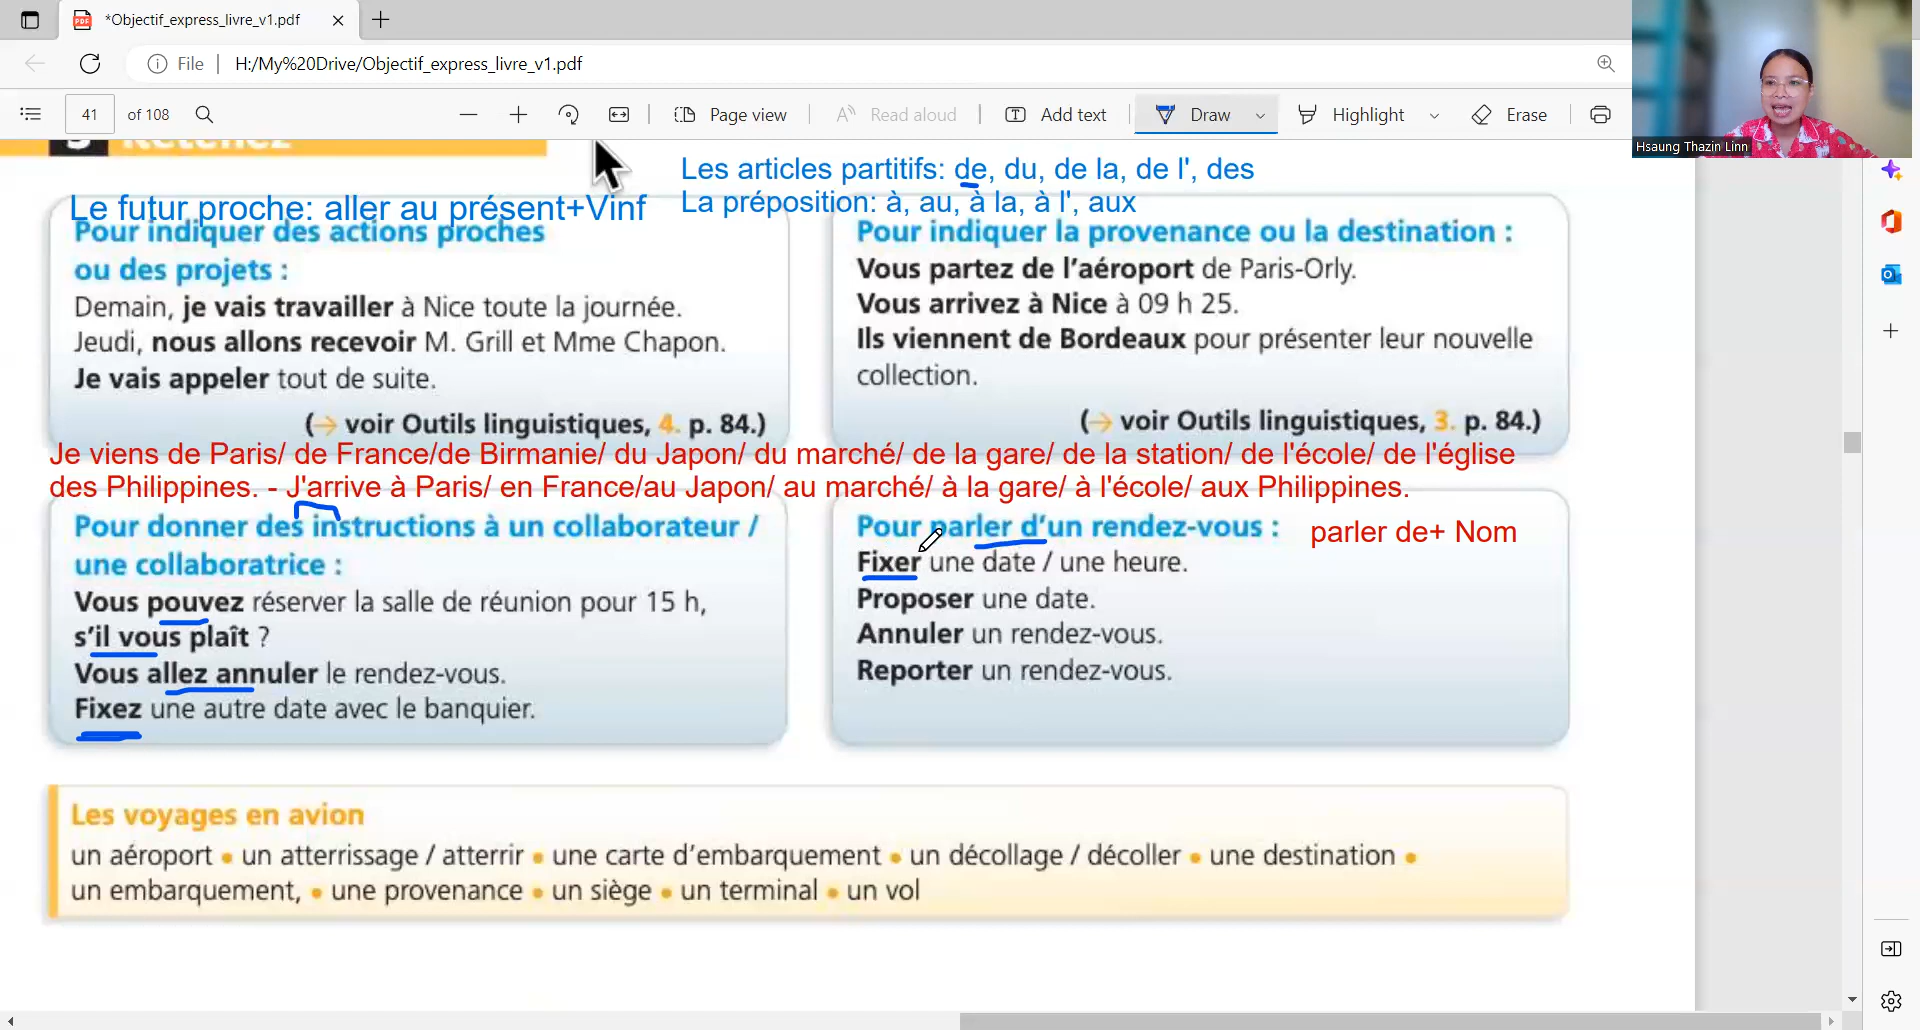 *Objectif_express_livre_v1.pdf
File | H:/My%20Drive/Objectif_express_livre_v1.pdf
41 of 108 Page view Read aloud Add text Draw Highlight Erase
Hsaung Thazin Linn
Retenez
Les articles partitifs: de, du, de la, de l', des
La préposition: à, au, à la, à l', aux
Le futur proche: aller au présent+Vinf
Pour indiquer des actions proches
ou des projets :
Demain, je vais travailler à Nice toute la journée.
Jeudi, nous allons recevoir M. Grill et Mme Chapon.
Je vais appeler tout de suite.
(→ voir Outils linguistiques, 4. p. 84.)
Pour indiquer la provenance ou la destination :
Vous partez de l'aéroport de Paris-Orly.
Vous arrivez à Nice à 09 h 25.
Ils viennent de Bordeaux pour présenter leur nouvelle
collection.
(→ voir Outils linguistiques, 3. p. 84.)
Je viens de Paris/ de France/de Birmanie/ du Japon/ du marché/ de la gare/ de la station/ de l'école/ de l'église
des Philippines. - J'arrive à Paris/ en France/au Japon/ au marché/ à la gare/ à l'école/ aux Philippines.
Pour donner des instructions à un collaborateur /
une collaboratrice :
Vous pouvez réserver la salle de réunion pour 15 h,
s'il vous plaît ?
Vous allez annuler le rendez-vous.
Fixez une autre date avec le banquier.
Pour parler d'un rendez-vous :
parler de+ Nom
Fixer une date / une heure.
Proposer une date.
Annuler un rendez-vous.
Reporter un rendez-vous.
Les voyages en avion
un aéroport • un atterrissage / atterrir • une carte d'embarquement • un décollage / décoller • une destination •
un embarquement, • une provenance • un siège • un terminal • un vol